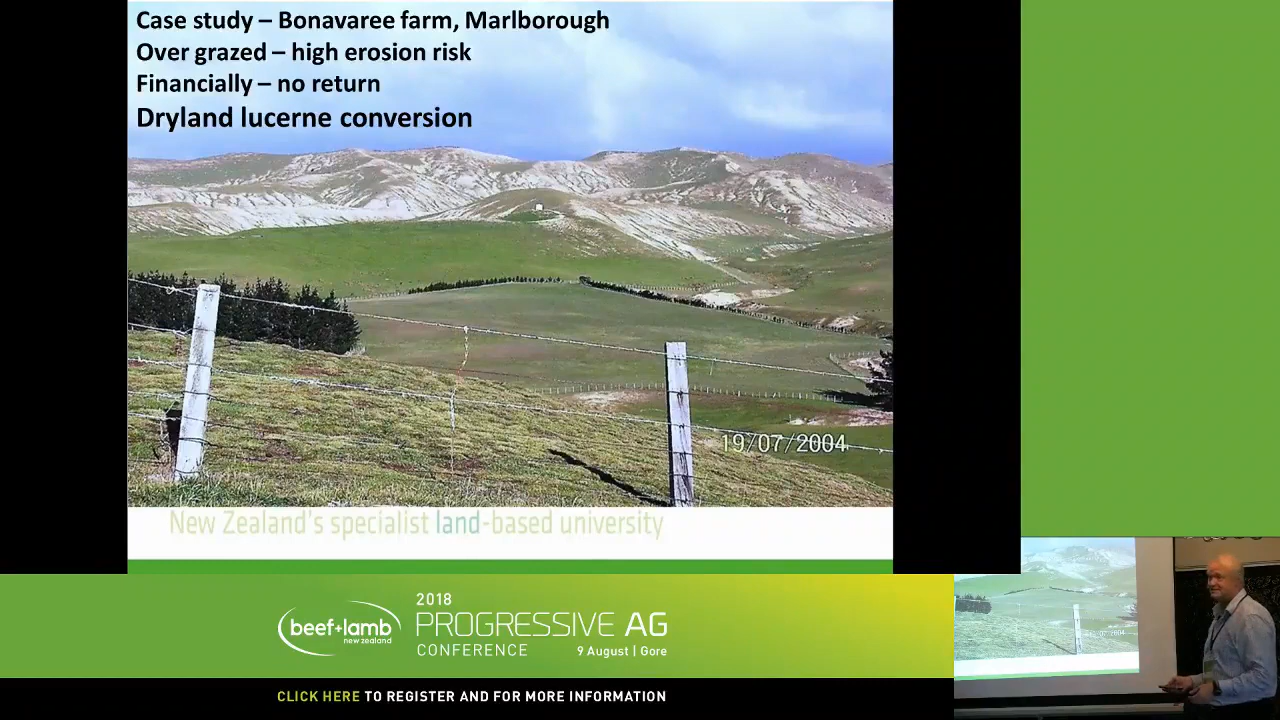 Case study – Bonavaree farm, Marlborough
Over grazed – high erosion risk
Financially – no return
Dryland lucerne conversion
19/07/2004
New Zealand's specialist land-based university
beef+lamb
new zealand
2018
PROGRESSIVE AG
CONFERENCE
9 August | Gore
CLICK HERE TO REGISTER AND FOR MORE INFORMATION